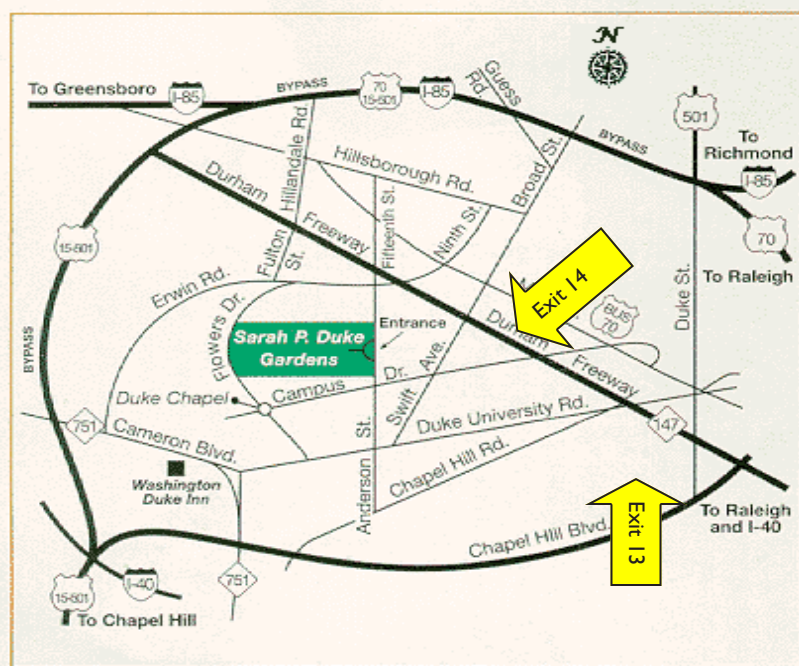 N
To Greensboro
I-85
BYPASS
70
15-501
I-85
Guess
Rd.
BYPASS
501
To
Richmond
I-85
70
To Raleigh
Hillandale Rd.
Hillsborough Rd.
Broad St.
Durham
Freeway
Fifteenth St.
Ninth St.
15-501
Fulton
St.
Erwin Rd.
Flowers Dr.
Exit 14
BUS
70
Duke St.
BYPASS
Sarah P. Duke
Gardens
Entrance
Durham
Freeway
Duke Chapel
Campus
Dr.
Swift
Ave.
751
Cameron Blvd.
Duke University Rd.
147
Washington
Duke Inn
Anderson
St.
Chapel Hill Rd.
To Raleigh
and I-40
Exit 13
Chapel Hill Blvd.
15-501
I-40
751
To Chapel Hill